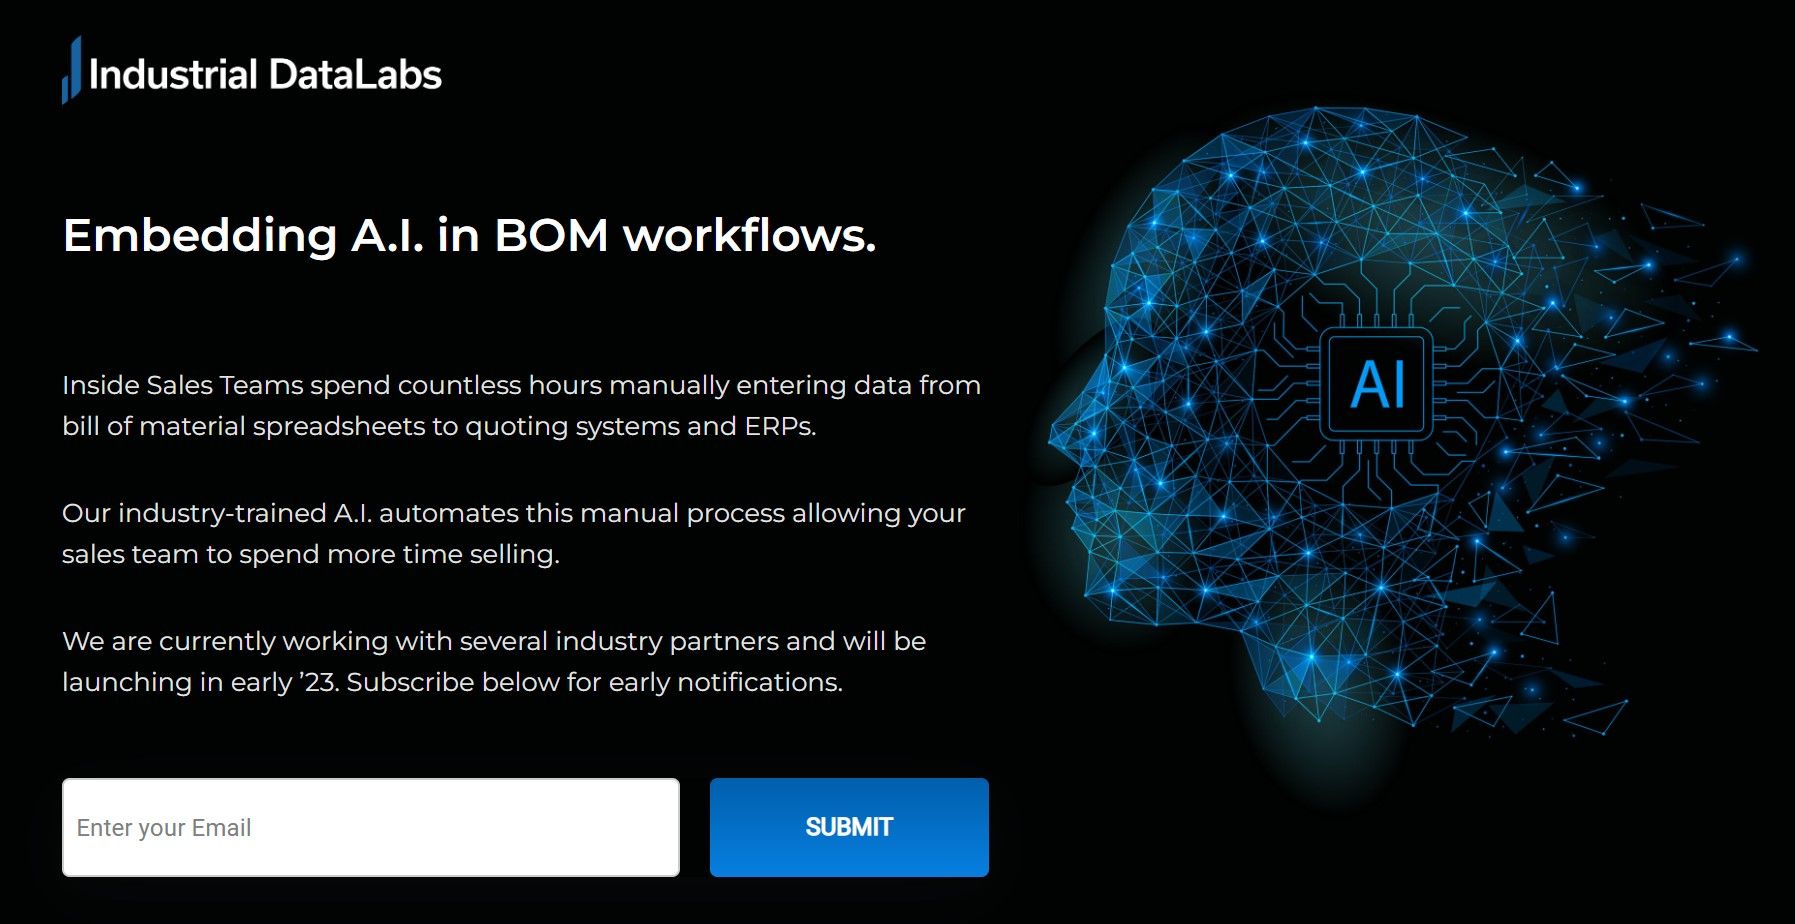 Industrial DataLabs
Embedding A.I. in BOM workflows.
Inside Sales Teams spend countless hours manually entering data from
bill of material spreadsheets to quoting systems and ERPs.
Our industry-trained A.I. automates this manual process allowing your
sales team to spend more time selling.
We are currently working with several industry partners and will be
launching in early ’23. Subscribe below for early notifications.
Enter your Email
SUBMIT
AI